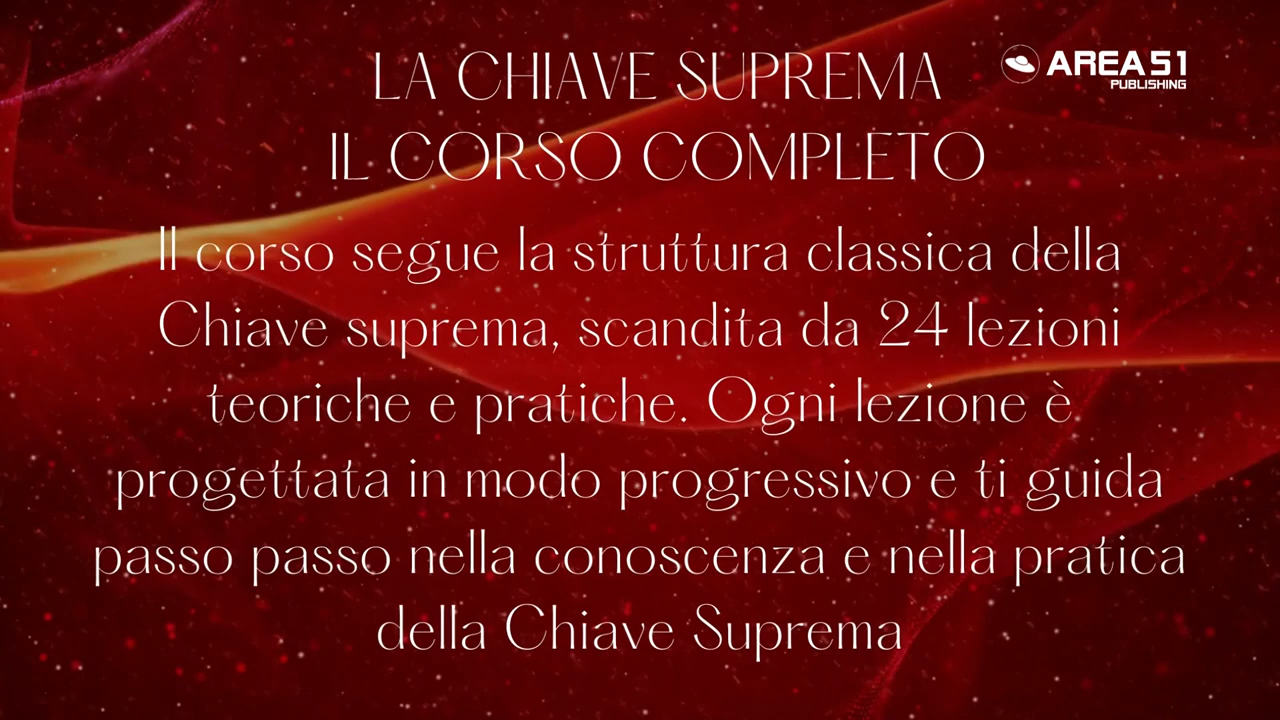 LA CHIAVE SUPREMA
IL CORSO COMPLETO
AREA51
PUBLISHING
Il corso segue la struttura classica della
Chiave suprema, scandita da 24 lezioni
teoriche e pratiche. Ogni lezione è
progettata in modo progressivo e ti guida
passo passo nella conoscenza e nella pratica
della Chiave Suprema